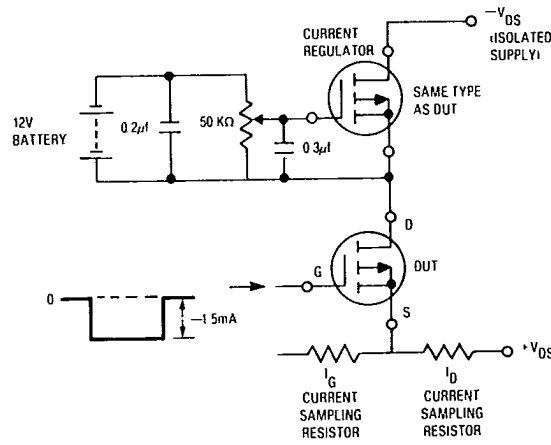 −VDS
(ISOLATED
SUPPLY)
CURRENT
REGULATOR
SAME TYPE
AS DUT
12V
BATTERY
0.2µf
50 KΩ
0.3µf
D
DUT
G
0
−1.5mA
S
+VDS
IG
CURRENT
SAMPLING
RESISTOR
ID
CURRENT
SAMPLING
RESISTOR